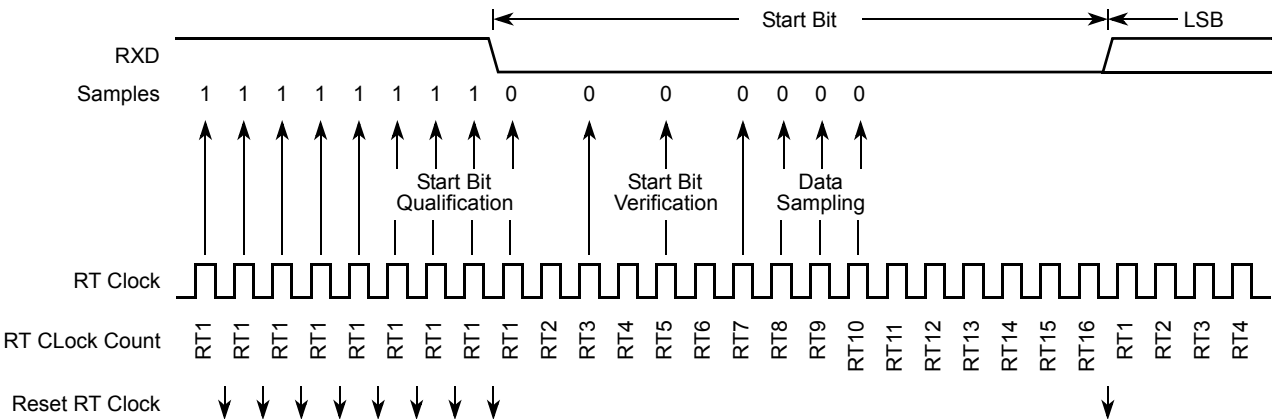 Start Bit LSB
RXD
Samples 1 1 1 1 1 1 1 1 0 0 0 0 0 0 0
Start Bit Qualification
Start Bit Verification
Data Sampling
RT Clock
RT CLock Count RT1 RT1 RT1 RT1 RT1 RT1 RT1 RT1 RT1 RT2 RT3 RT4 RT5 RT6 RT7 RT8 RT9 RT10 RT11 RT12 RT13 RT14 RT15 RT16 RT1 RT2 RT3 RT4
Reset RT Clock